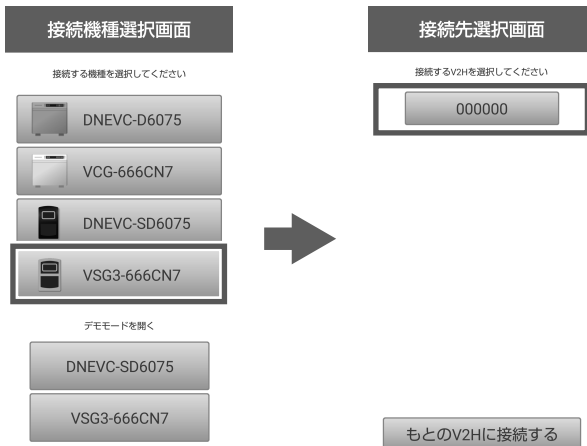 接続機種選択画面
接続する機種を選択してください
DNEVC-D6075
VCG-666CN7
DNEVC-SD6075
VSG3-666CN7
デモモードを開く
DNEVC-SD6075
VSG3-666CN7
接続先選択画面
接続するV2Hを選択してください
000000
もとのV2Hに接続する